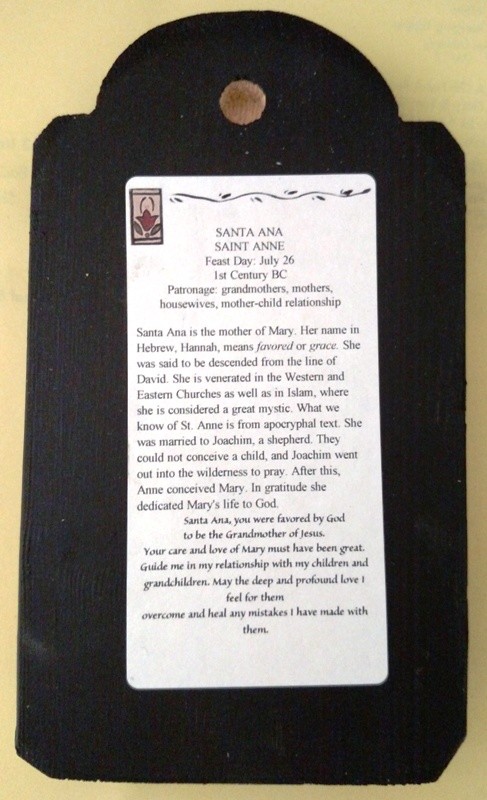 SANTA ANA
SAINT ANNE
Feast Day: July 26
1st Century BC
Patronage: grandmothers, mothers,
housewives, mother-child relationship
Santa Ana is the mother of Mary. Her name in
Hebrew, Hannah, means favored or grace. She
was said to be descended from the line of
David. She is venerated in the Western and
Eastern Churches as well as in Islam, where
she is considered a great mystic. What we
know of St. Anne is from apocryphal text. She
was married to Joachim, a shepherd. They
could not conceive a child, and Joachim went
out into the wilderness to pray. After this,
Anne conceived Mary. In gratitude she
dedicated Mary's life to God.
Santa Ana, you were favored by God
to be the Grandmother of Jesus.
Your care and love of Mary must have been great.
Guide me in my relationship with my children and
grandchildren. May the deep and profound love I
feel for them
overcome and heal any mistakes I have made with
them.